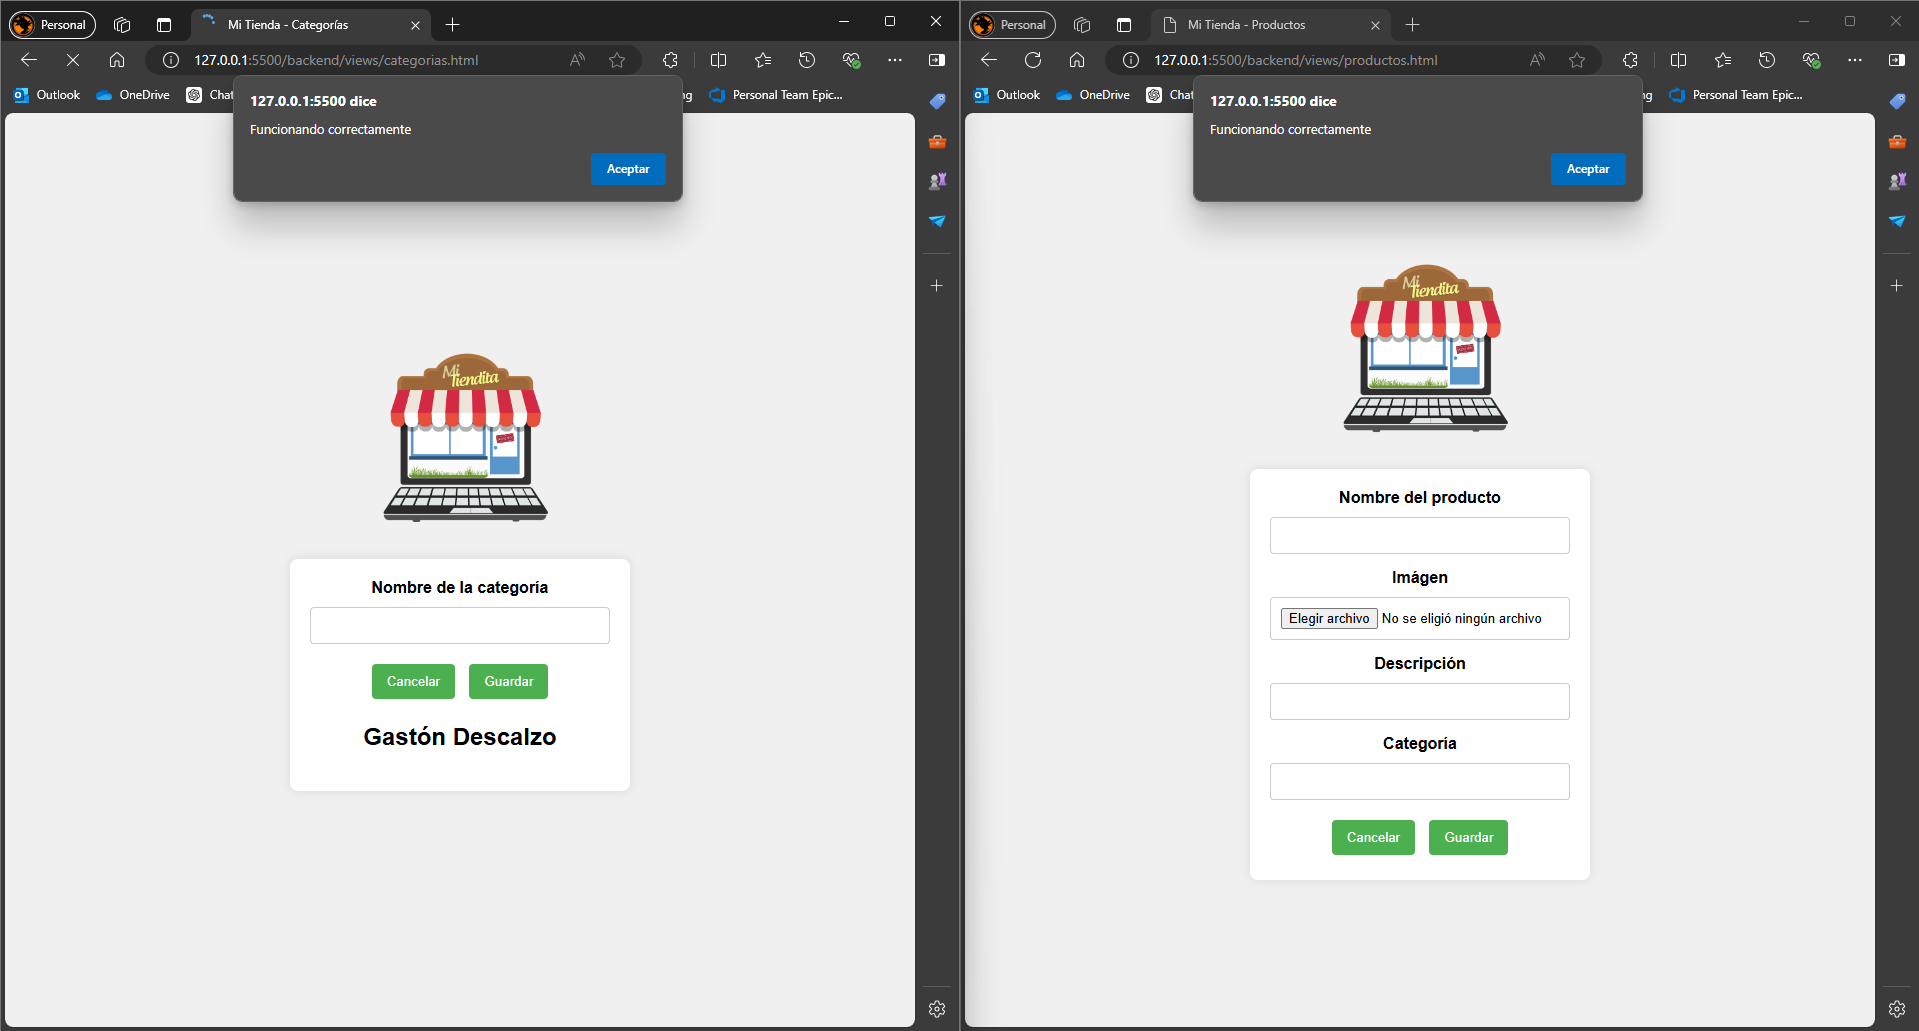 Personal
Mi Tienda - Categorías
127.0.0.1:5500/backend/views/categorias.html
Outlook
OneDrive
Chat
ng
Personal Team Epic...
127.0.0.1:5500 dice
Funcionando correctamente
Aceptar
Mi
Tiendita
Nombre de la categoría
Cancelar
Guardar
Gastón Descalzo
Personal
Mi Tienda - Productos
127.0.0.1:5500/backend/views/productos.html
Outlook
OneDrive
Chat
ng
Personal Team Epic...
127.0.0.1:5500 dice
Funcionando correctamente
Aceptar
Mi
Tiendita
Nombre del producto
Imágen
Elegir archivo No se eligió ningún archivo
Descripción
Categoría
Cancelar
Guardar